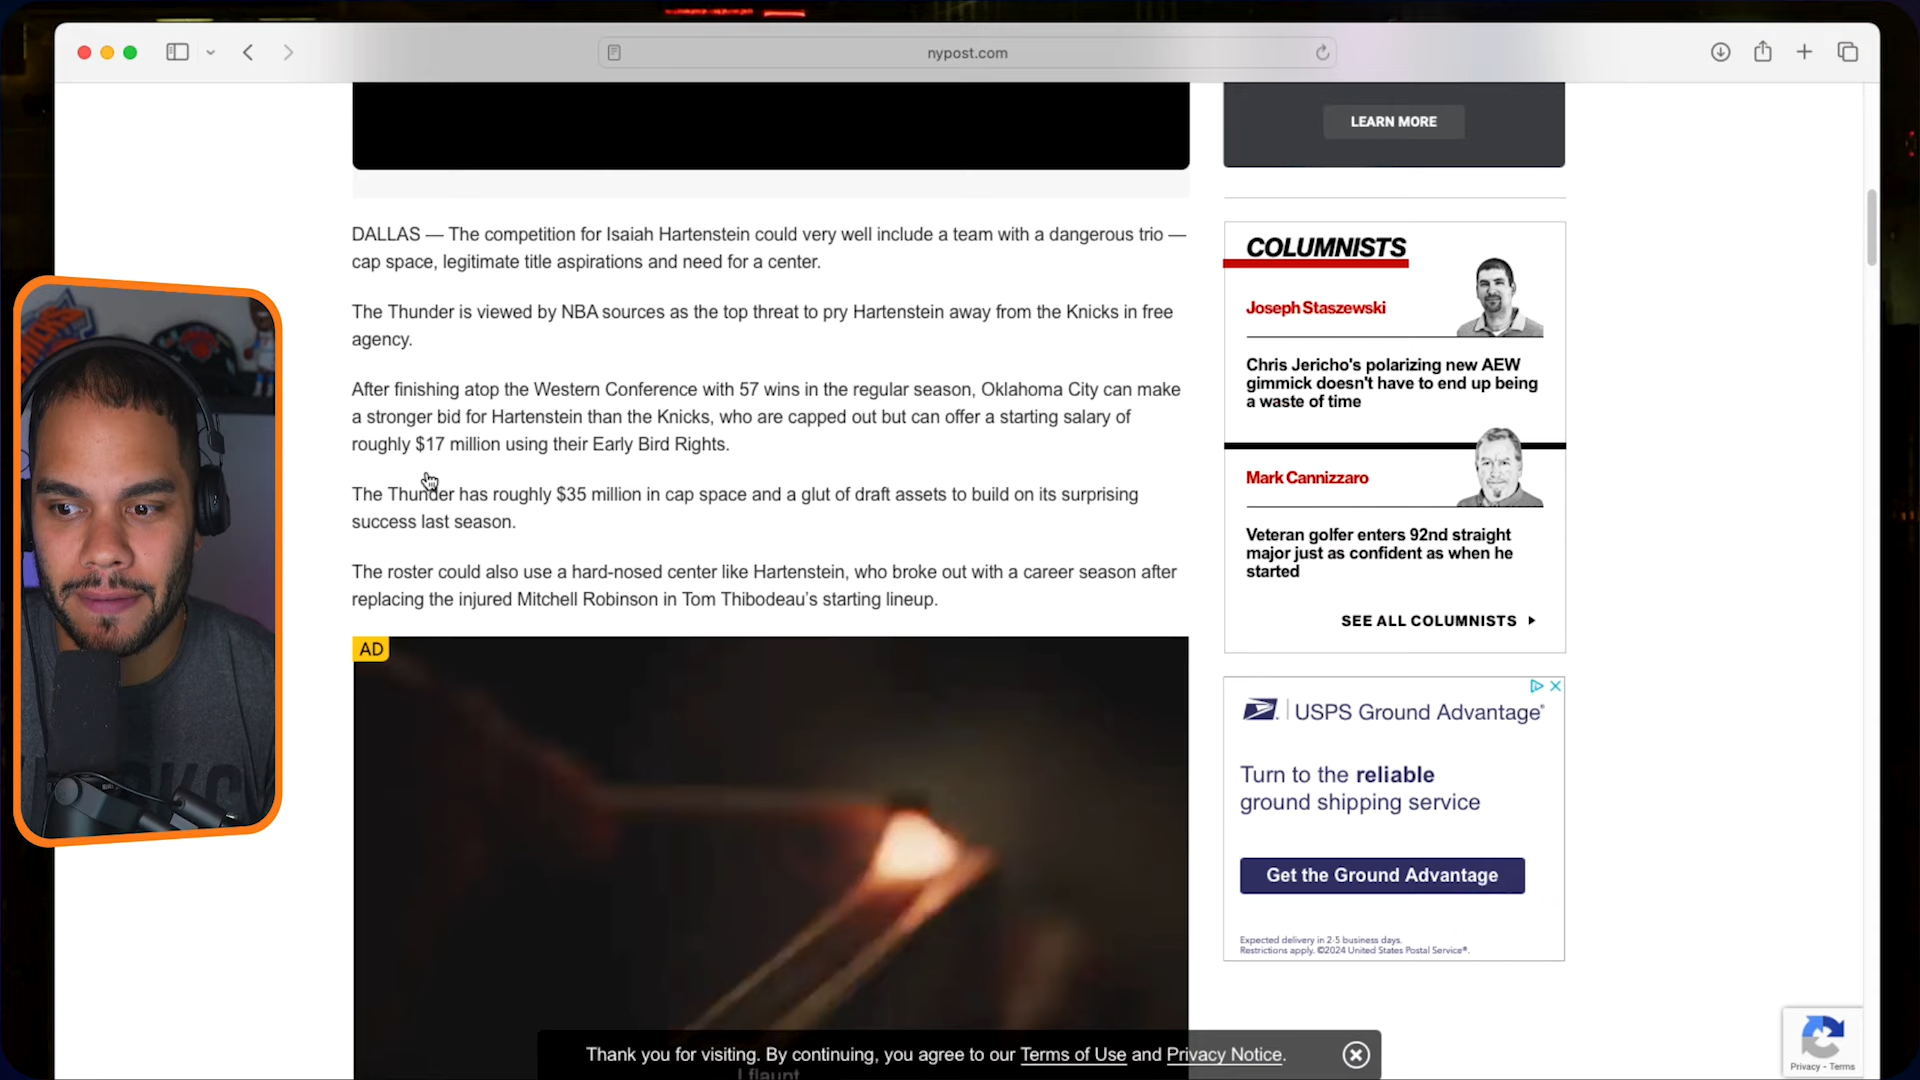 nypost.com
LEARN MORE
DALLAS — The competition for Isaiah Hartenstein could very well include a team with a dangerous trio —
cap space, legitimate title aspirations and need for a center.
The Thunder is viewed by NBA sources as the top threat to pry Hartenstein away from the Knicks in free
agency.
After finishing atop the Western Conference with 57 wins in the regular season, Oklahoma City can make
a stronger bid for Hartenstein than the Knicks, who are capped out but can offer a starting salary of
roughly $17 million using their Early Bird Rights.
The Thunder has roughly $35 million in cap space and a glut of draft assets to build on its surprising
success last season.
The roster could also use a hard-nosed center like Hartenstein, who broke out with a career season after
replacing the injured Mitchell Robinson in Tom Thibodeau's starting lineup.
AD
I flaunt
COLUMNISTS
Joseph Staszewski
Chris Jericho's polarizing new AEW
gimmick doesn't have to end up being
a waste of time
Mark Cannizzaro
Veteran golfer enters 92nd straight
major just as confident as when he
started
SEE ALL COLUMNISTS
USPS Ground Advantage®
Turn to the reliable
ground shipping service
Get the Ground Advantage
Expected delivery in 2-5 business days.
Restrictions apply. ©2024 United States Postal Service®.
Thank you for visiting. By continuing, you agree to our Terms of Use and Privacy Notice.
Privacy - Terms